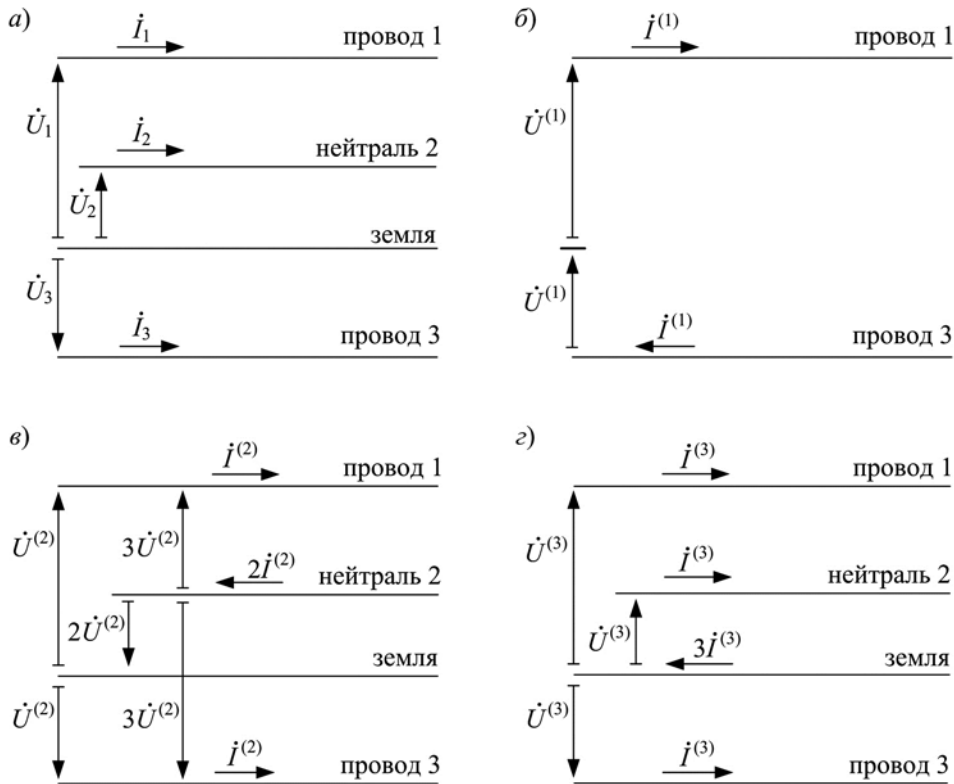 а)
İ₁
провод 1
U̇₁
İ₂
нейтраль 2
U̇₂
земля
U̇₃
İ₃
провод 3
б)
İ⁽¹⁾
провод 1
U̇⁽¹⁾
U̇⁽¹⁾
İ⁽¹⁾
провод 3
в)
İ⁽²⁾
провод 1
U̇⁽²⁾
3U̇⁽²⁾
2İ⁽²⁾
нейтраль 2
2U̇⁽²⁾
земля
U̇⁽²⁾
3U̇⁽²⁾
İ⁽²⁾
провод 3
г)
İ⁽³⁾
провод 1
U̇⁽³⁾
İ⁽³⁾
нейтраль 2
U̇⁽³⁾
3İ⁽³⁾
земля
U̇⁽³⁾
İ⁽³⁾
провод 3